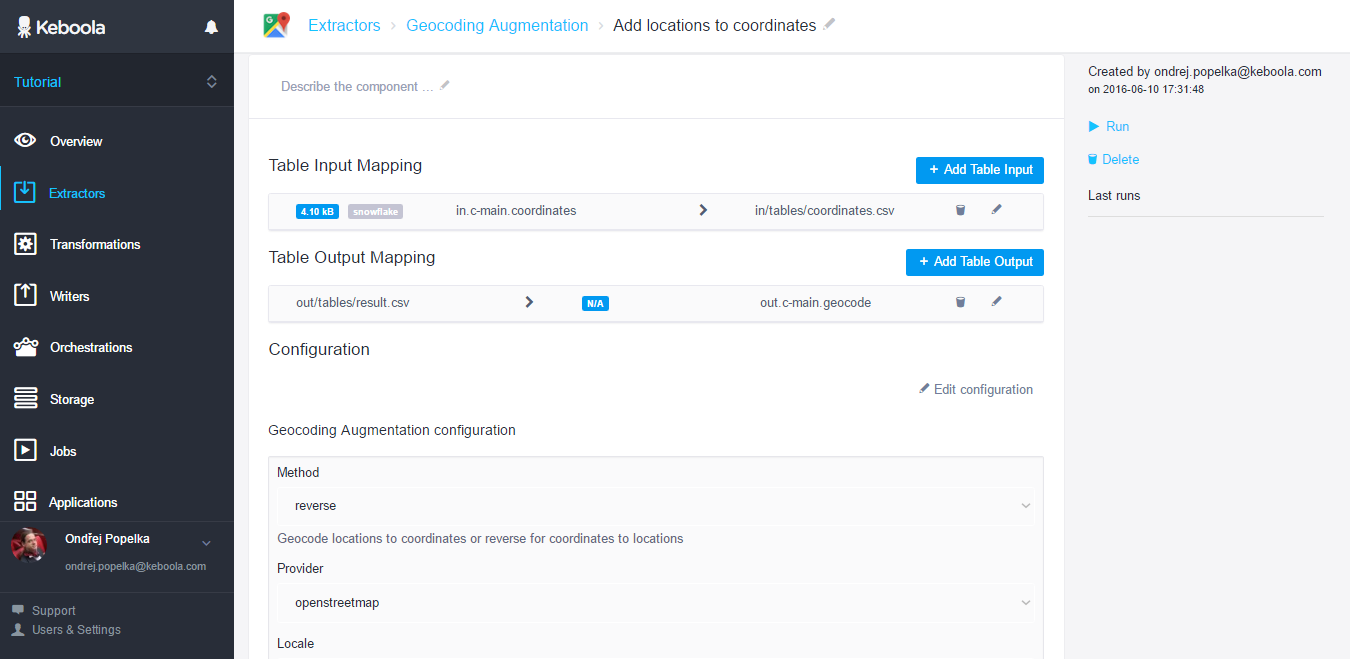 Keboola
Tutorial
Overview
Extractors
Transformations
Writers
Orchestrations
Storage
Jobs
Applications
Ondřej Popelka
ondrej.popelka@keboola.com
Support
Users & Settings
Extractors › Geocoding Augmentation › Add locations to coordinates
Describe the component ...
Table Input Mapping
+ Add Table Input
4.10 kB snowflake in.c-main.coordinates in/tables/coordinates.csv
Table Output Mapping
+ Add Table Output
out/tables/result.csv N/A out.c-main.geocode
Configuration
Edit configuration
Geocoding Augmentation configuration
Method
reverse
Geocode locations to coordinates or reverse for coordinates to locations
Provider
openstreetmap
Locale
Created by ondrej.popelka@keboola.com
on 2016-06-10 17:31:48
Run
Delete
Last runs